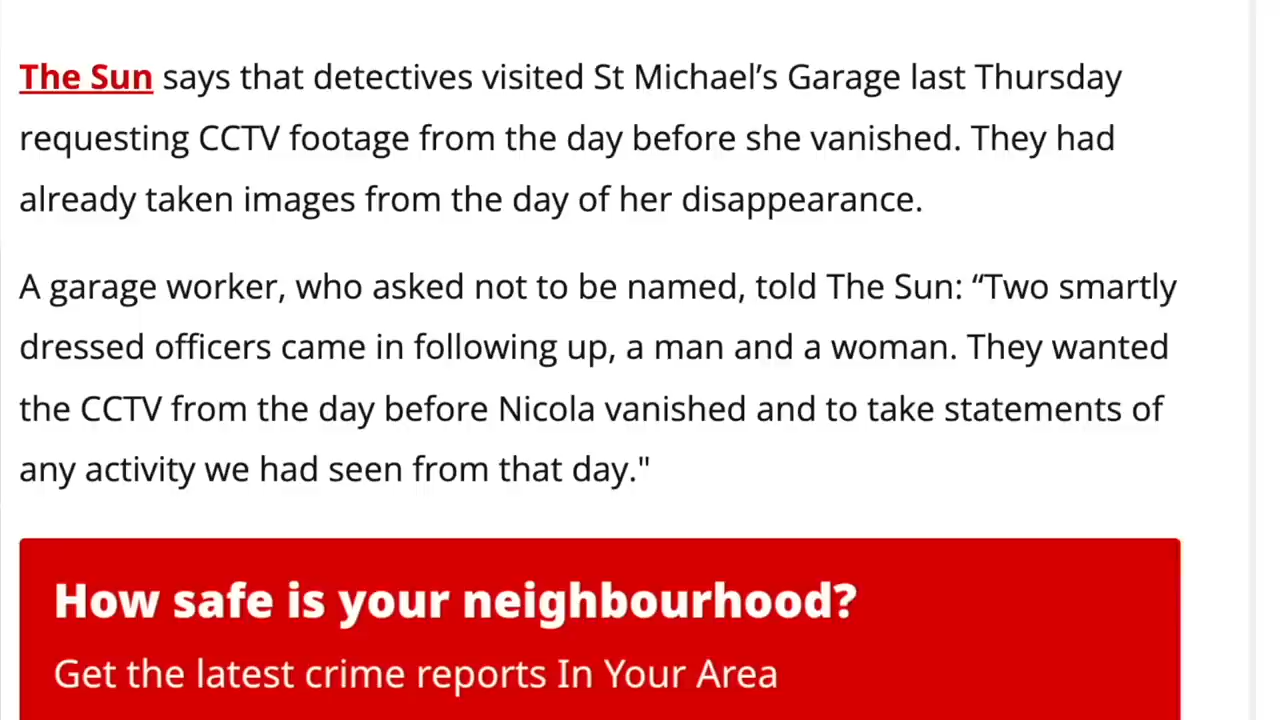 The Sun says that detectives visited St Michael’s Garage last Thursday
requesting CCTV footage from the day before she vanished. They had
already taken images from the day of her disappearance.
A garage worker, who asked not to be named, told The Sun: “Two smartly
dressed officers came in following up, a man and a woman. They wanted
the CCTV from the day before Nicola vanished and to take statements of
any activity we had seen from that day."
How safe is your neighbourhood?
Get the latest crime reports In Your Area